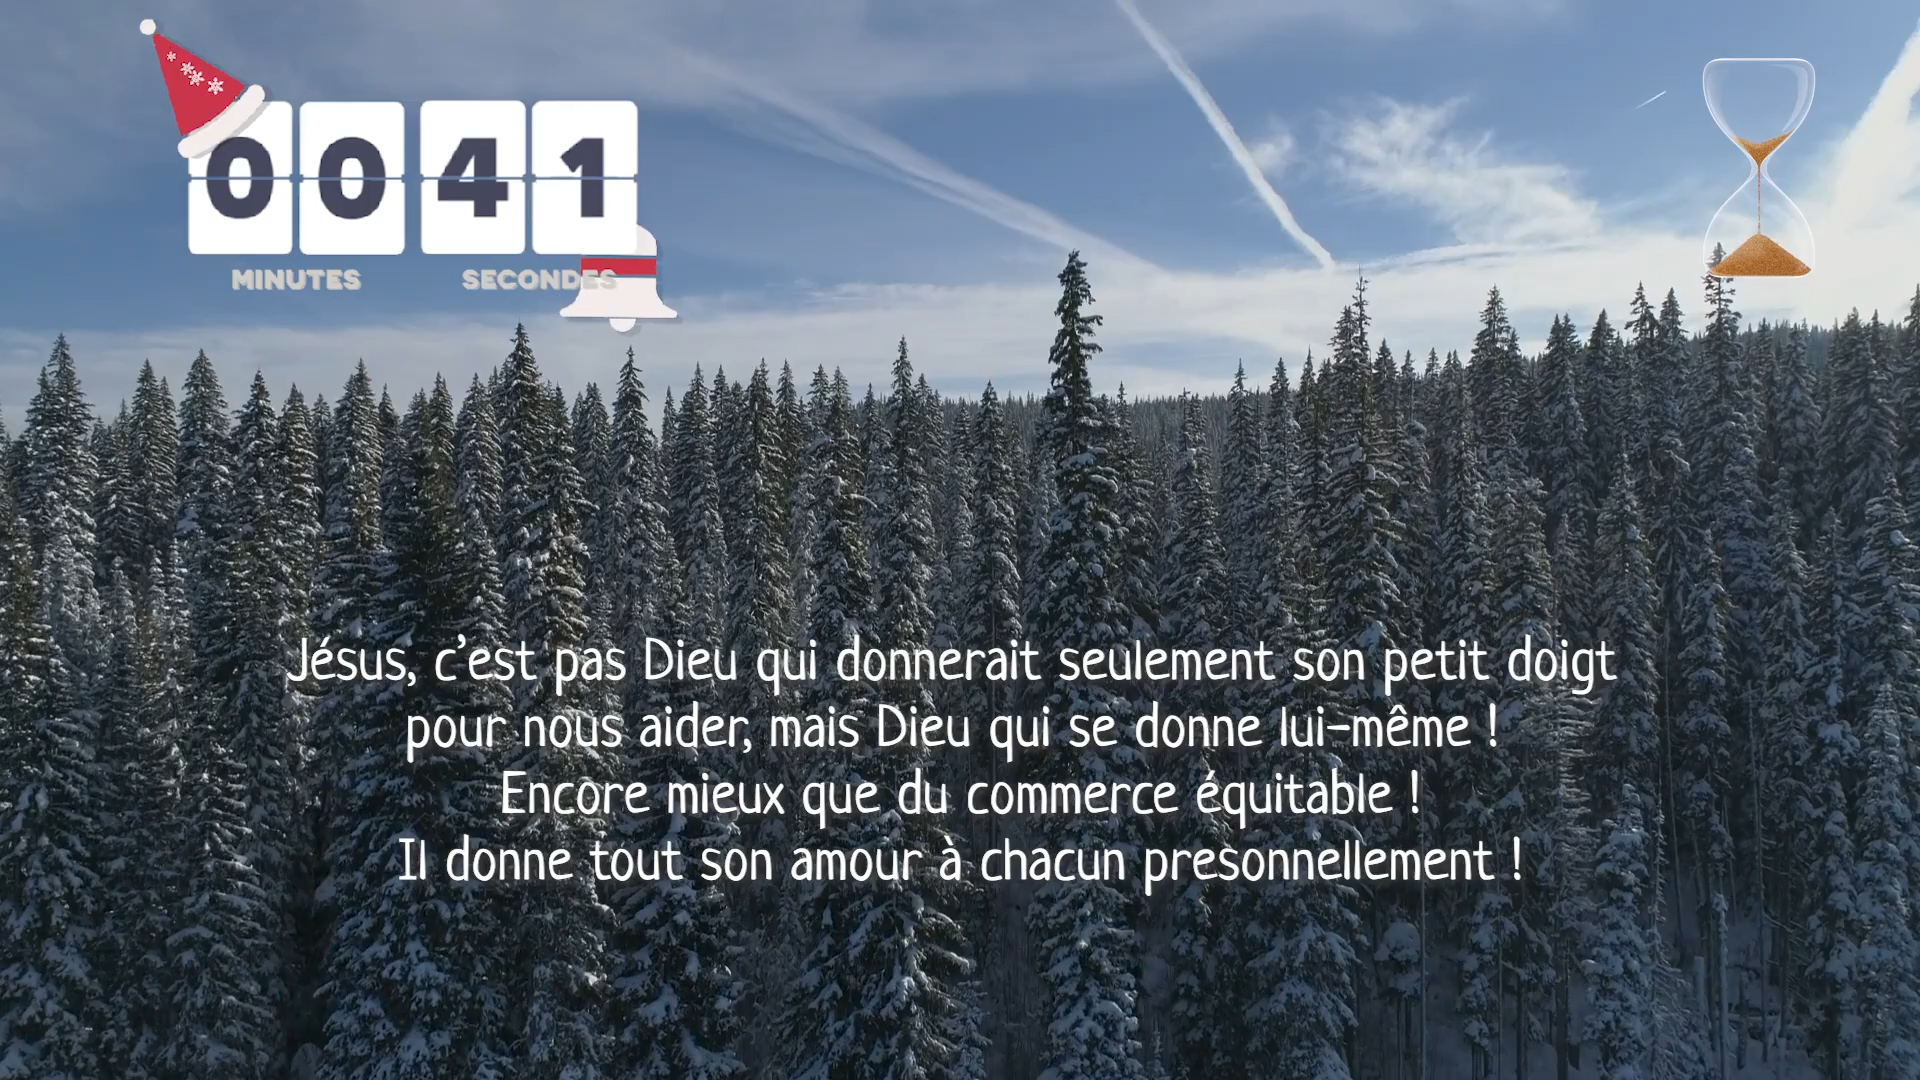 0041
MINUTES SECONDES
Jésus, c’est pas Dieu qui donnerait seulement son petit doigt
pour nous aider, mais Dieu qui se donne lui-même !
Encore mieux que du commerce équitable !
Il donne tout son amour à chacun presonnellement !